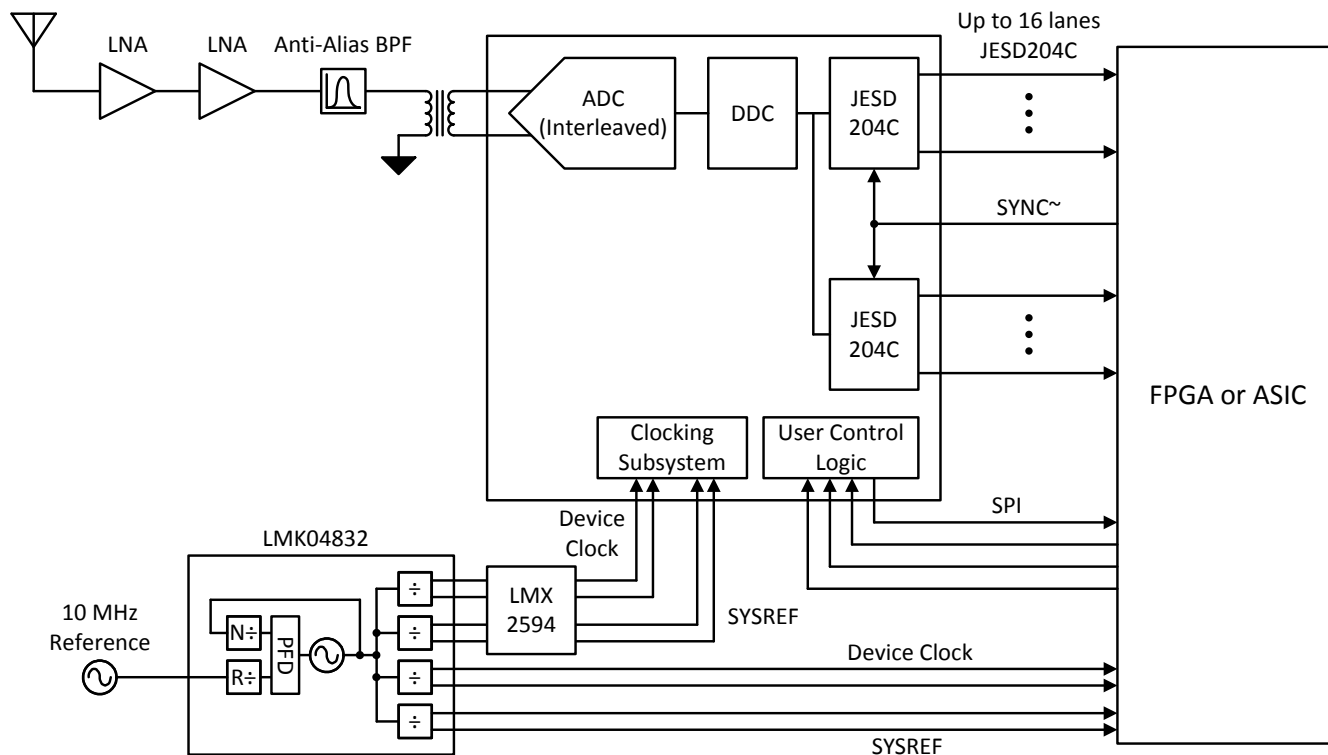 LNA
LNA
Anti-Alias BPF
Up to 16 lanes
JESD204C
ADC
(Interleaved)
DDC
JESD
204C
SYNC~
JESD
204C
FPGA or ASIC
Clocking
Subsystem
User Control
Logic
SPI
Device
Clock
LMK04832
LMX
2594
SYSREF
10 MHz
Reference
N÷
R÷
PFD
÷
÷
÷
÷
Device Clock
SYSREF